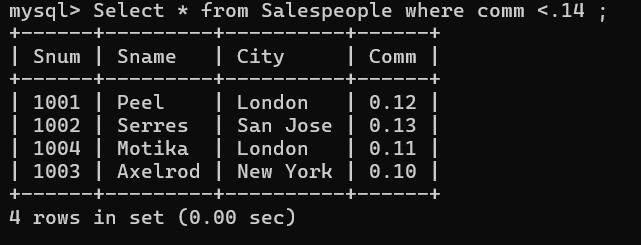 mysql> Select * from Salespeople where comm <.14 ;
+------+---------+----------+------+
| Snum | Sname   | City     | Comm |
+------+---------+----------+------+
| 1001 | Peel    | London   | 0.12 |
| 1002 | Serres  | San Jose | 0.13 |
| 1004 | Motika  | London   | 0.11 |
| 1003 | Axelrod | New York | 0.10 |
+------+---------+----------+------+
4 rows in set (0.00 sec)